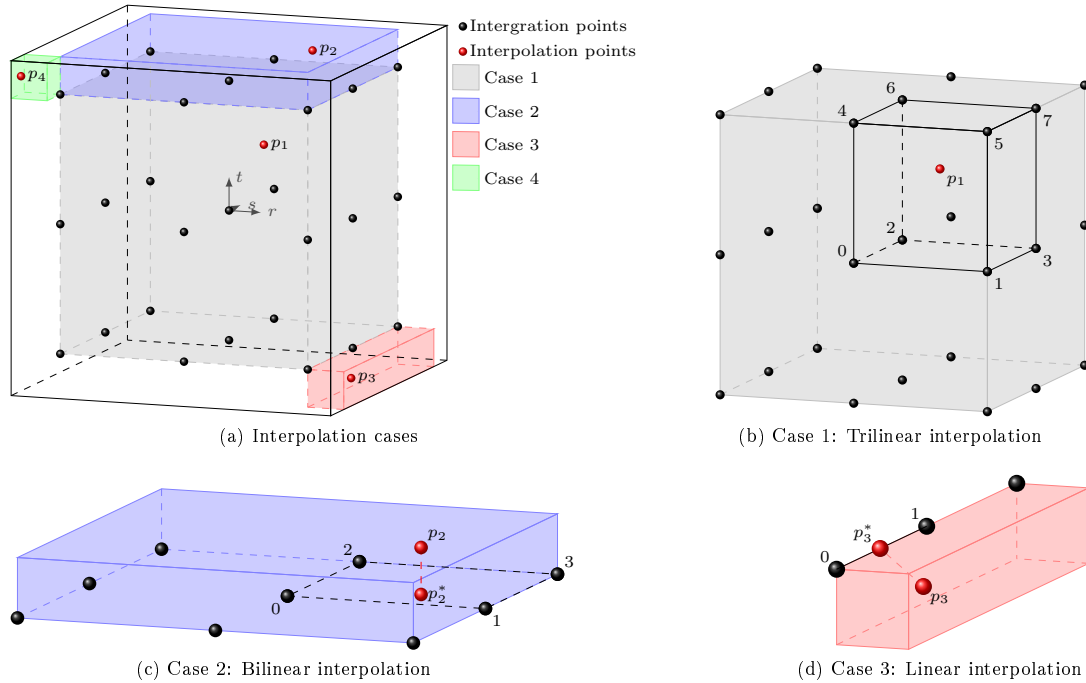 Intergration points
Interpolation points
Case 1
Case 2
Case 3
Case 4
p2
p4
p1
t
s
r
p3
(a) Interpolation cases
6
4
7
5
p1
2
0
3
1
(b) Case 1: Trilinear interpolation
p2
2
3
p2*
0
1
(c) Case 2: Bilinear interpolation
1
p3*
0
p3
(d) Case 3: Linear interpolation